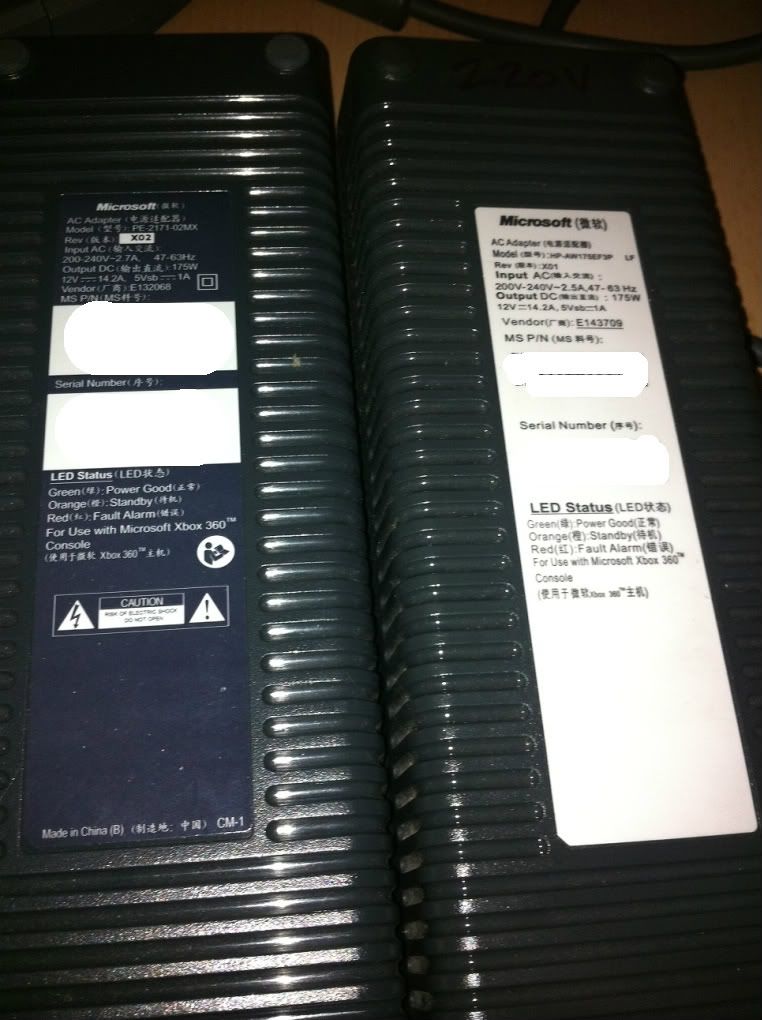 Microsoft(微软)
AC Adapter (电源适配器)
Model (型号): PE-2171-02MX
Rev (版本): X02
Input AC(输入交流):
200-240V~2.7A, 47-63Hz
Output DC(输出直流):175W
12V⎓14.2A, 5Vsb⎓1A
Vendor(厂商):E132068
MS P/N (MS料号):
Serial Number(序号):
LED Status(LED状态)
Green(绿): Power Good(正常)
Orange(橙):Standby(待机)
Red(红):Fault Alarm(错误)
For Use with Microsoft Xbox 360™
Console
(使用于微软 Xbox 360™主机)
CAUTION
RISK OF ELECTRIC SHOCK
DO NOT OPEN
Made in China (B) (制造地: 中国) CM-1
220V
Microsoft(微软)
AC Adapter (电源适配器)
Model (型号): HP-AW175EF3P LF
Rev (版本): X01
Input AC(输入交流):
200V-240V~2.5A,47-63 Hz
Output DC(输出直流): 175W
12V⎓14.2A, 5Vsb⎓1A
Vendor(厂商): E143709
MS P/N (MS 料号):
Serial Number (序号):
LED Status(LED状态)
Green(绿):Power Good(正常)
Orange(橙):Standby(待机)
Red(红):Fault Alarm(错误)
For Use with Microsoft Xbox 360™
Console
(使用于微软Xbox 360™主机)